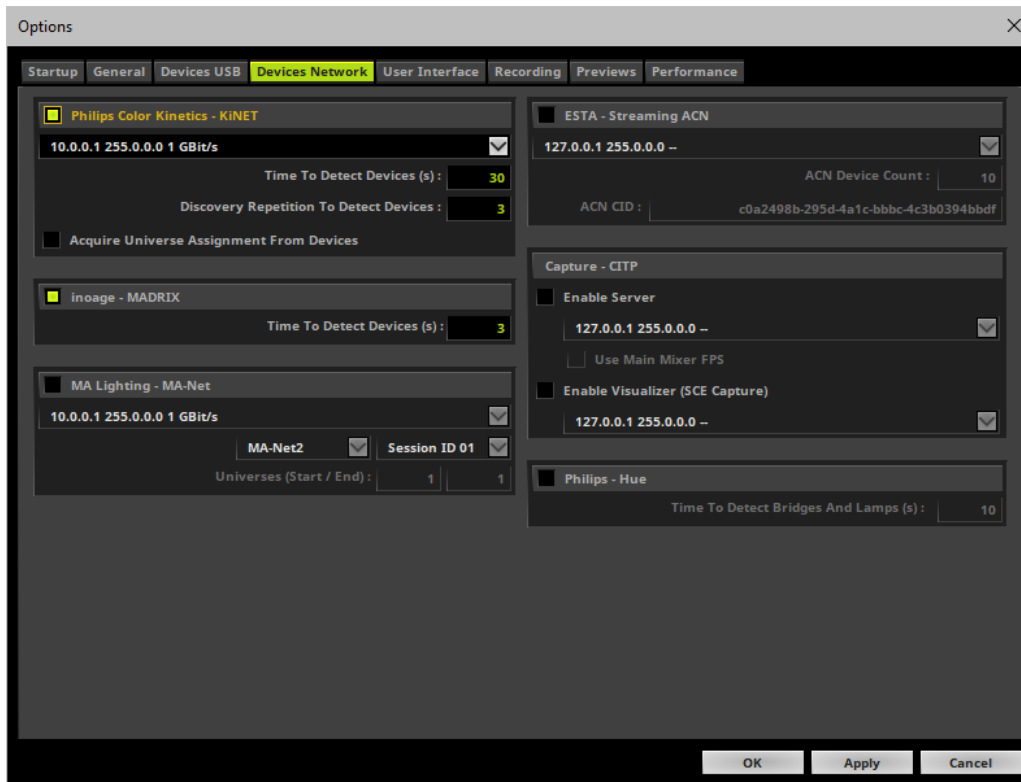 Options
Startup General Devices USB Devices Network User Interface Recording Previews Performance
Philips Color Kinetics - KiNET
10.0.0.1 255.0.0.0 1 GBit/s
Time To Detect Devices (s) : 30
Discovery Repetition To Detect Devices : 3
Acquire Universe Assignment From Devices
inoage - MADRIX
Time To Detect Devices (s) : 3
MA Lighting - MA-Net
10.0.0.1 255.0.0.0 1 GBit/s
MA-Net2 Session ID 01
Universes (Start / End) : 1 1
ESTA - Streaming ACN
127.0.0.1 255.0.0.0 --
ACN Device Count : 10
ACN CID : c0a2498b-295d-4a1c-bbbc-4c3b0394bbdf
Capture - CITP
Enable Server
127.0.0.1 255.0.0.0 --
Use Main Mixer FPS
Enable Visualizer (SCE Capture)
127.0.0.1 255.0.0.0 --
Philips - Hue
Time To Detect Bridges And Lamps (s) : 10
OK Apply Cancel